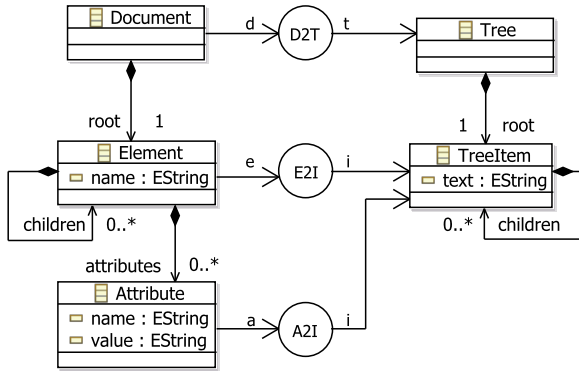 Document
d
D2T
t
Tree
root
1
1
root
Element
name : EString
e
E2I
i
TreeItem
text : EString
children
0..*
0..*
children
attributes
0..*
Attribute
name : EString
value : EString
a
A2I
i